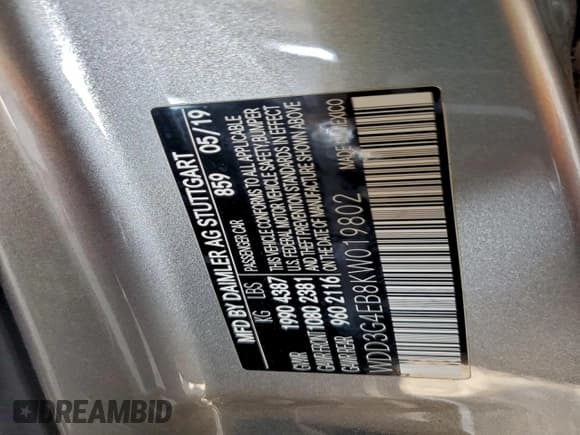 MFD BY DAIMLER AG STUTTGART
859 05/19
KG LBS PASSENGER CAR
GVWR 1990 4387 THIS VEHICLE CONFORMS TO ALL APPLICABLE
GWR FRONT 1080 2381 U.S. FEDERAL MOTOR VEHICLE SAFETY, BUMPER
GWR REAR 960 2116 AND THEFT PREVENTION STANDARDS IN EFFECT
ON THE DATE OF MANUFACTURE SHOWN ABOVE
WDD3G4EB8KW019802 MADE IN MEXICO
DREAMBID